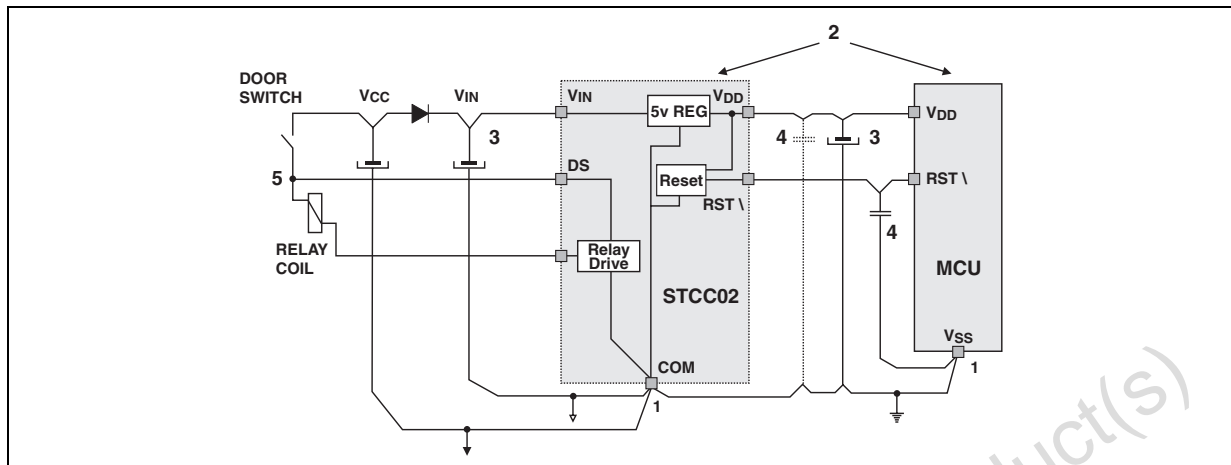 2
DOOR
SWITCH
VCC
VIN
VIN
5v REG
VDD
VDD
3
4
3
5
DS
Reset
RST \
RST \
4
RELAY
COIL
Relay
Drive
STCC02
MCU
VSS
COM
1
1
duct(s)